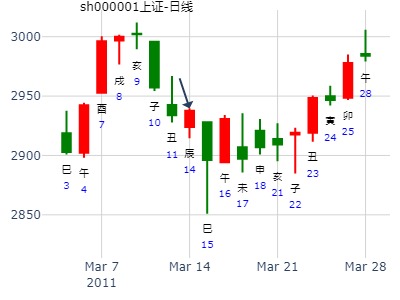 sh000001上证-日线
3000
2950
2900
2850
巳
3
午
4
酉
7
戌
8
亥
9
子
10
丑
11
辰
14
巳
15
午
16
未
17
申
18
亥
21
子
22
丑
23
寅
24
卯
25
午
28
Mar 7
2011
Mar 14
Mar 21
Mar 28